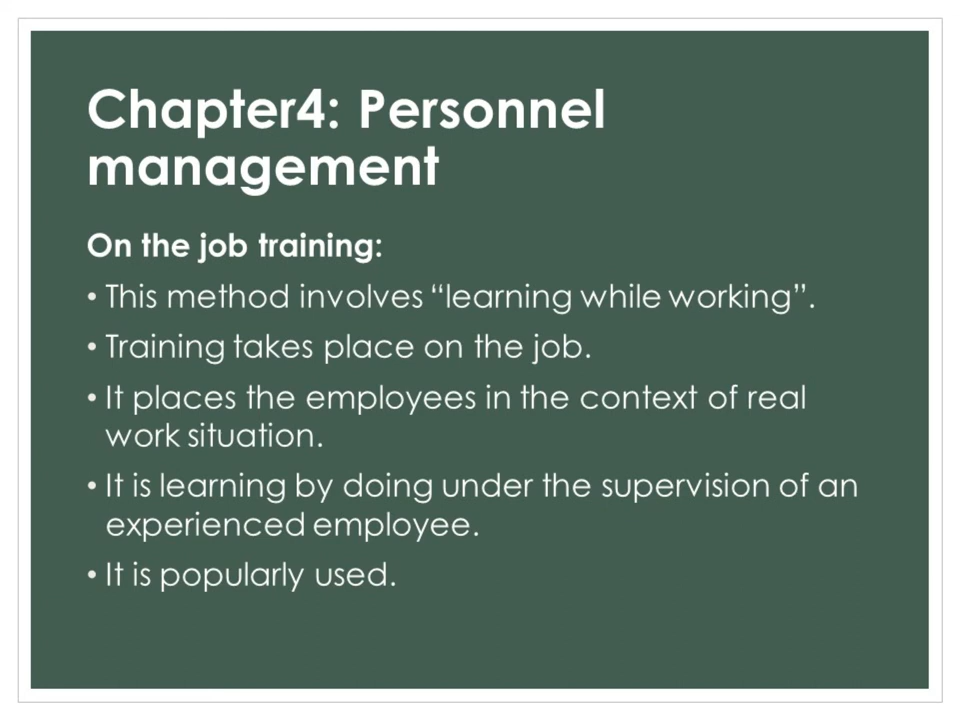 Chapter4: Personnel
management
On the job training:
• This method involves “learning while working”.
• Training takes place on the job.
• It places the employees in the context of real
work situation.
• It is learning by doing under the supervision of an
experienced employee.
• It is popularly used.